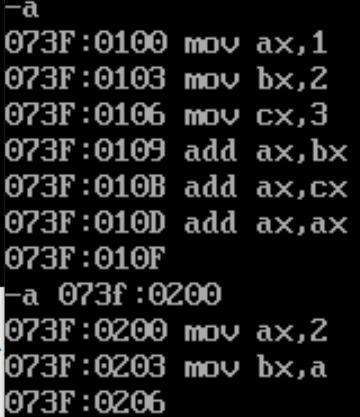 -a
073F:0100 mov ax,1
073F:0103 mov bx,2
073F:0106 mov cx,3
073F:0109 add ax,bx
073F:010B add ax,cx
073F:010D add ax,ax
073F:010F
-a 073f:0200
073F:0200 mov ax,2
073F:0203 mov bx,a
073F:0206